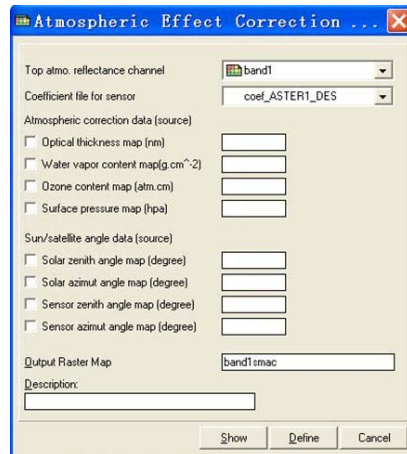 Atmospheric Effect Correction ...
Top atmo. reflectance channel band1
Coefficient file for sensor coef_ASTER1_DES
Atmospheric correction data (source)
Optical thickness map (nm)
Water vapor content map(g.cm^-2)
Ozone content map (atm.cm)
Surface pressure map (hpa)
Sun/satellite angle data (source)
Solar zenith angle map (degree)
Solar azimut angle map (degree)
Sensor zenith angle map (degree)
Sensor azimut angle map (degree)
Output Raster Map band1smac
Description:
Show Define Cancel